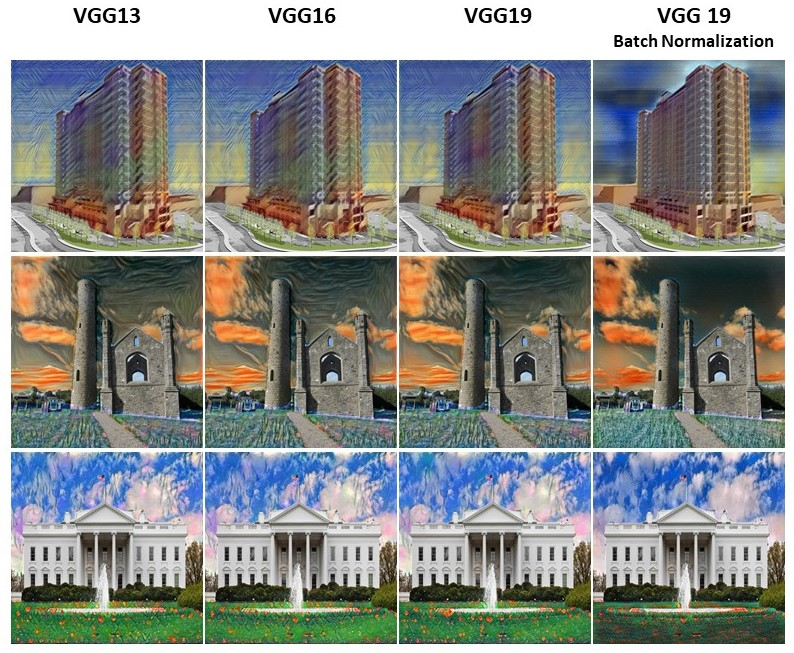 VGG13
VGG16
VGG19
VGG 19
Batch Normalization